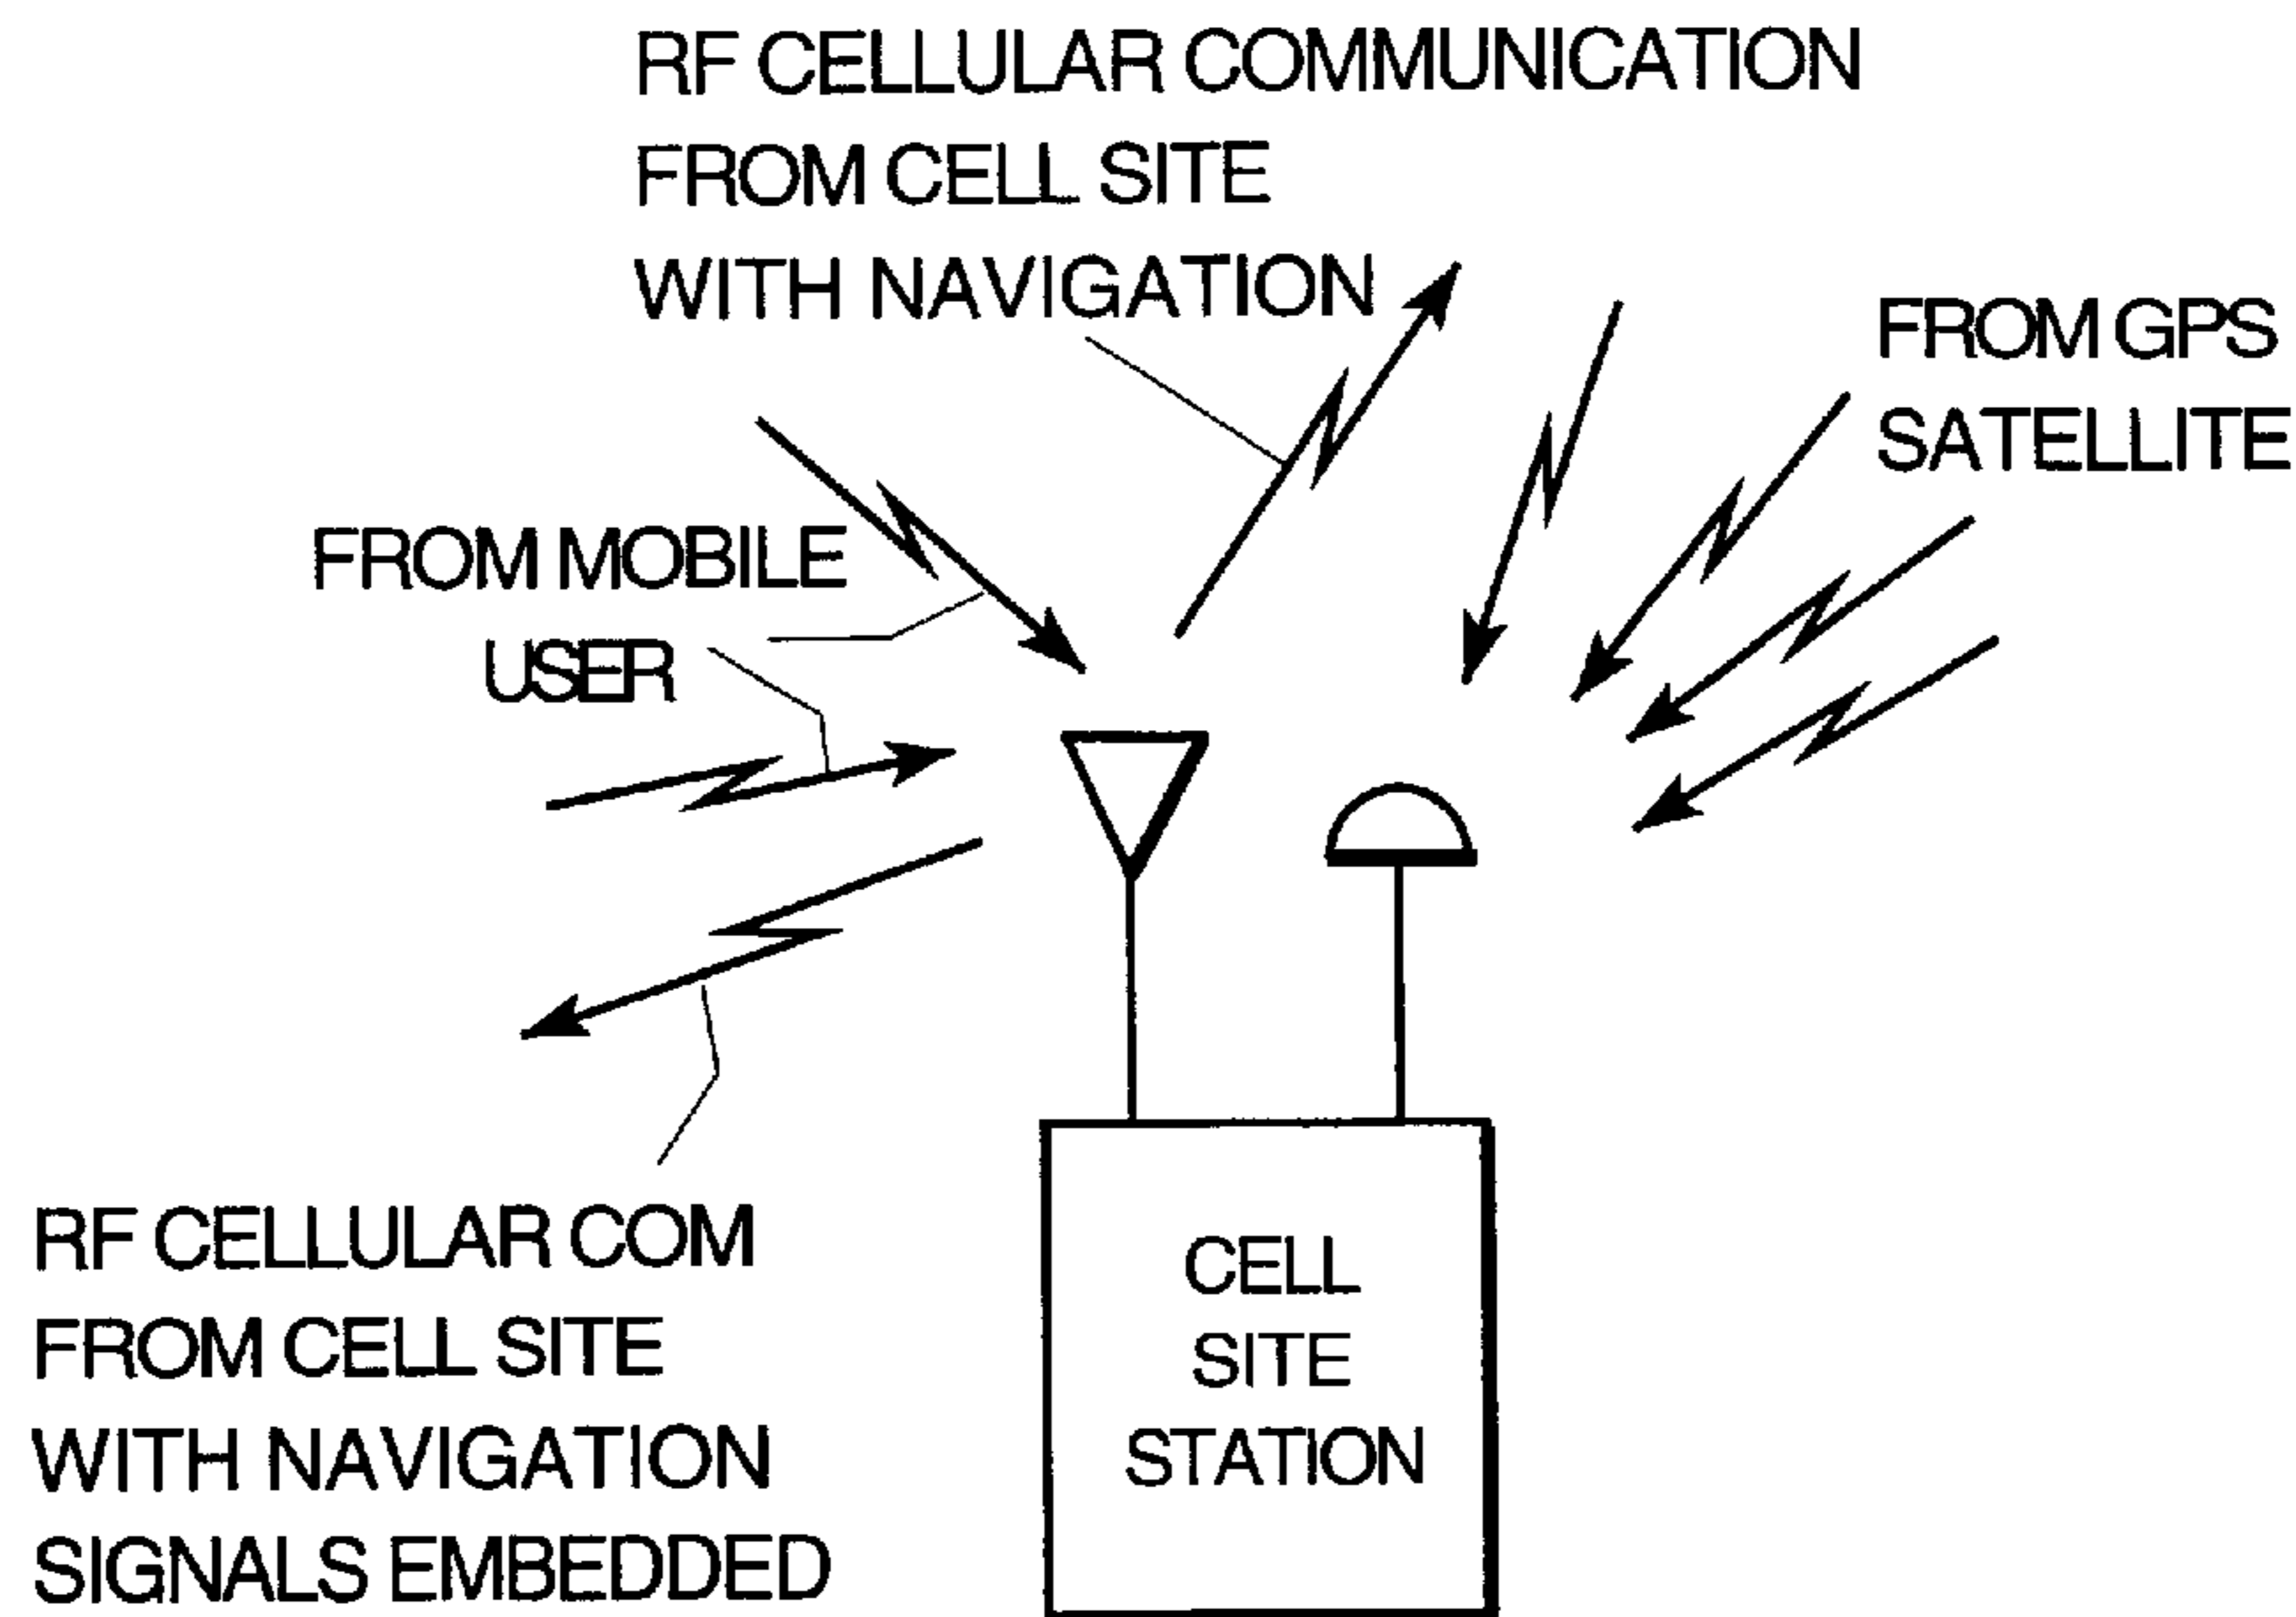 RF CELLULAR COMMUNICATION
FROM CELL SITE
WITH NAVIGATION
FROM GPS
SATELLITE
FROM MOBILE
USER
RF CELLULAR COM
FROM CELL SITE
WITH NAVIGATION
SIGNALS EMBEDDED
CELL
SITE
STATION